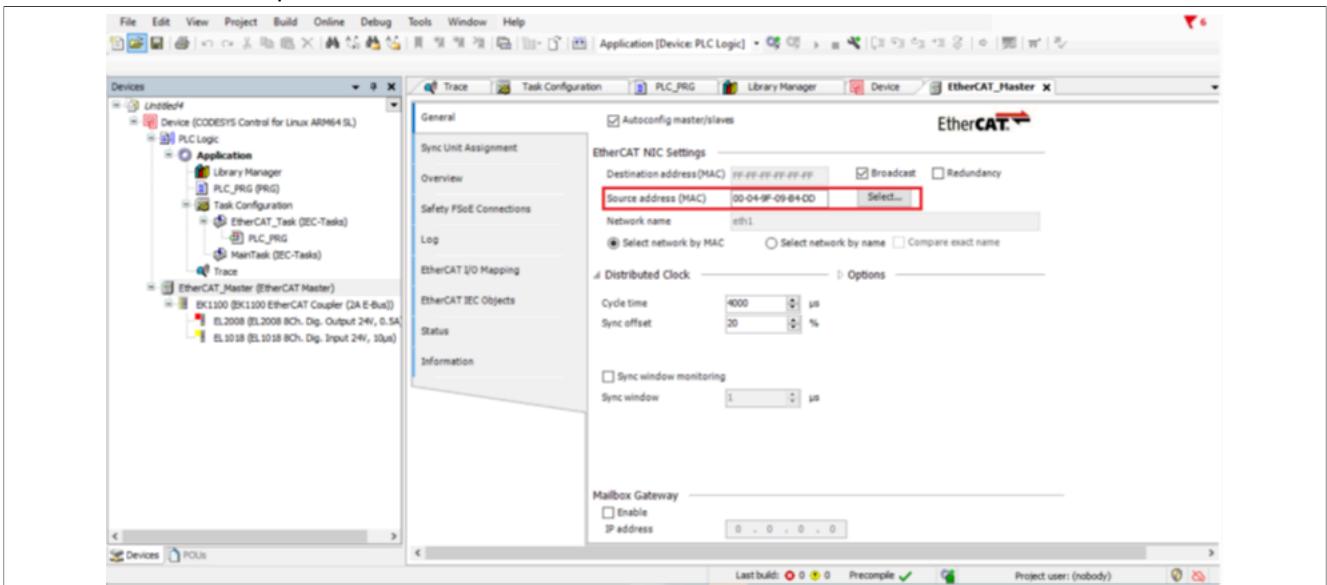 File Edit View Project Build Online Debug Tools Window Help
6
Application [Device: PLC Logic]
Devices
Trace Task Configuration PLC_PRG Library Manager Device EtherCAT_Master
Untitled4
Device (CODESYS Control for Linux ARM64 SL)
PLC Logic
Application
Library Manager
PLC_PRG (PRG)
Task Configuration
EtherCAT_Task (IEC-Tasks)
PLC_PRG
MainTask (IEC-Tasks)
Trace
EtherCAT_Master (EtherCAT Master)
EK1100 (EK1100 EtherCAT Coupler (2A E-Bus))
EL2008 (EL2008 8Ch. Dig. Output 24V, 0.5A
EL1018 (EL1018 8Ch. Dig. Input 24V, 10µs)
Devices POUs
General
Sync Unit Assignment
Overview
Safety FSoE Connections
Log
EtherCAT I/O Mapping
EtherCAT IEC Objects
Status
Information
Autoconfig master/slaves
EtherCAT
EtherCAT NIC Settings
Destination address (MAC) FF-FF-FF-FF-FF-FF Broadcast Redundancy
Source address (MAC) 00-04-9F-09-B4-DD Select...
Network name eth1
Select network by MAC Select network by name Compare exact name
Distributed Clock Options
Cycle time 4000 µs
Sync offset 20 %
Sync window monitoring
Sync window 1 µs
Mailbox Gateway
Enable
IP address 0 . 0 . 0 . 0
Last build: 0 0 Precompile Project user: (nobody)